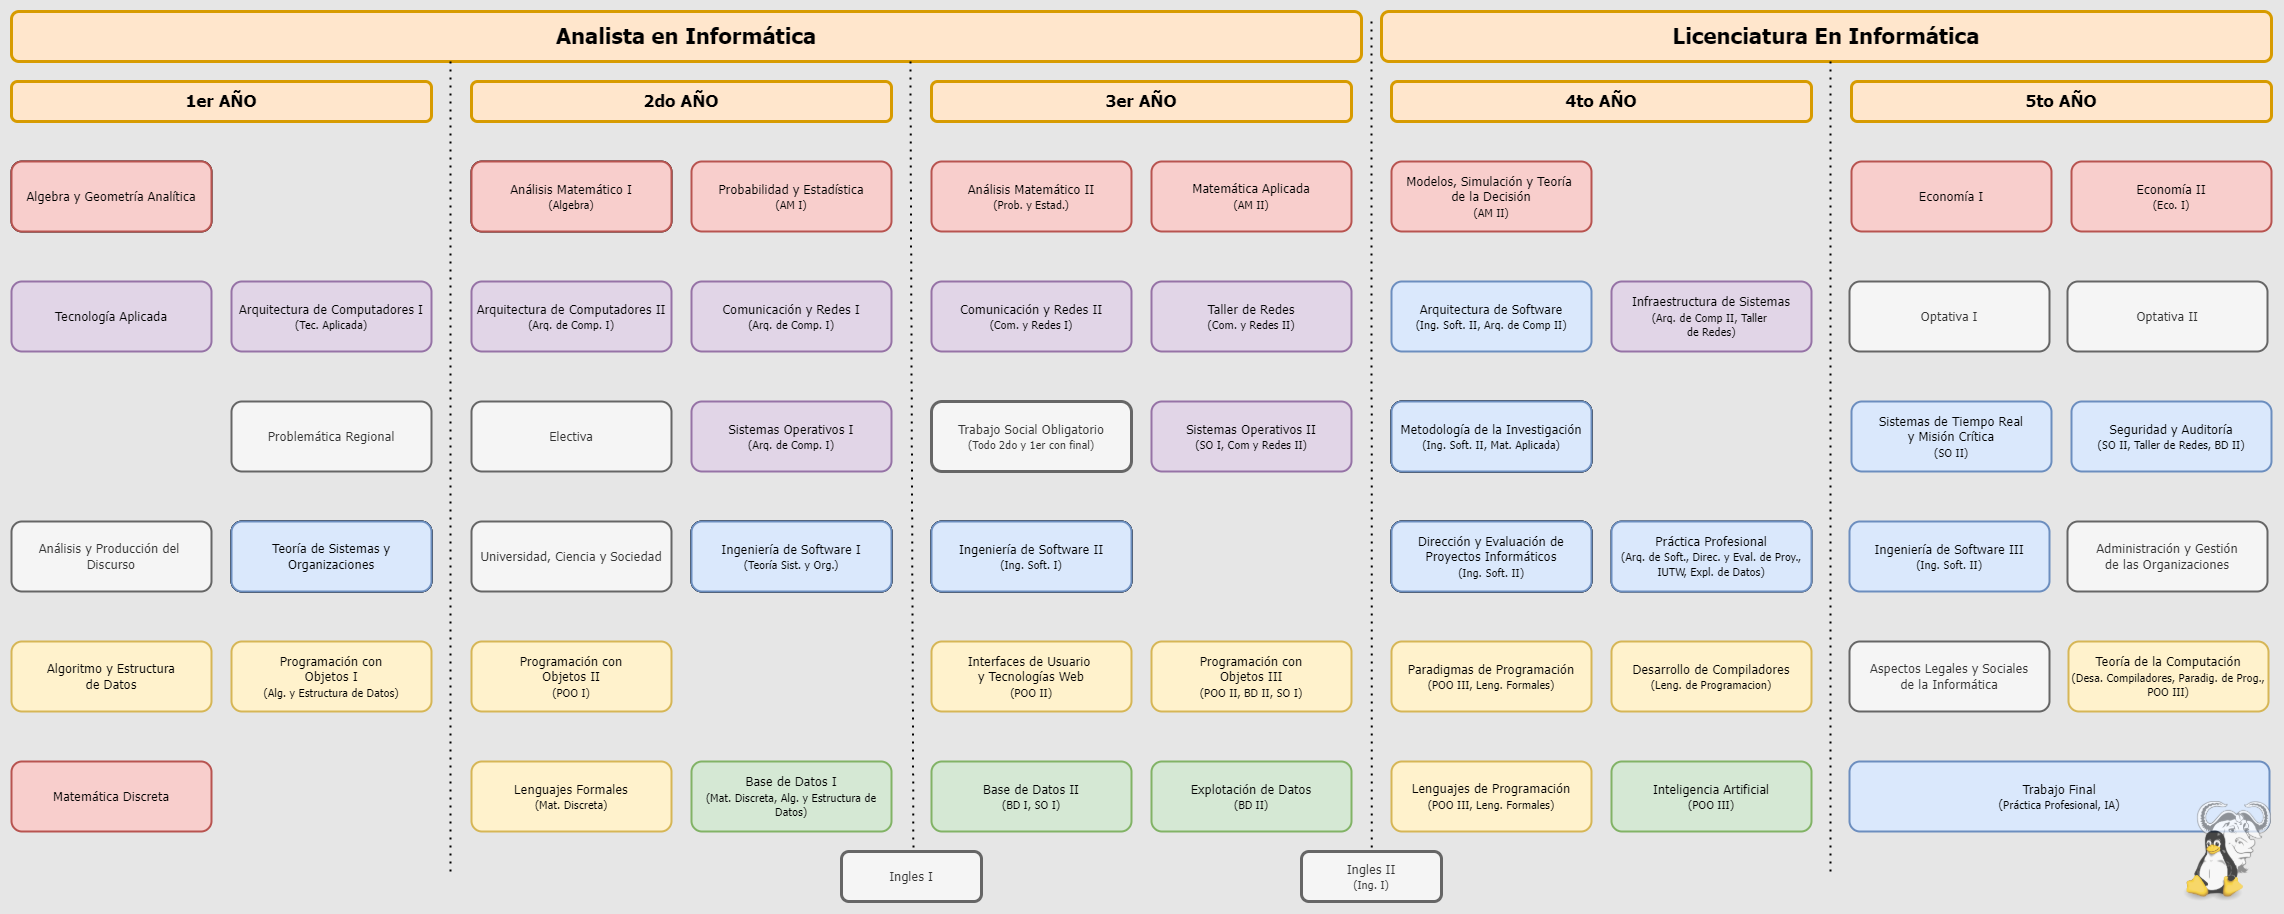 Analista en Informática
Licenciatura En Informática
1er AÑO
2do AÑO
3er AÑO
4to AÑO
5to AÑO
Algebra y Geometría Analítica
Análisis Matemático I
(Algebra)
Probabilidad y Estadística
(AM I)
Análisis Matemático II
(Prob. y Estad.)
Matemática Aplicada
(AM II)
Modelos, Simulación y Teoría
de la Decisión
(AM II)
Economía I
Economía II
(Eco. I)
Tecnología Aplicada
Arquitectura de Computadores I
(Tec. Aplicada)
Arquitectura de Computadores II
(Arq. de Comp. I)
Comunicación y Redes I
(Arq. de Comp. I)
Comunicación y Redes II
(Com. y Redes I)
Taller de Redes
(Com. y Redes II)
Arquitectura de Software
(Ing. Soft. II, Arq. de Comp II)
Infraestructura de Sistemas
(Arq. de Comp II, Taller
de Redes)
Optativa I
Optativa II
Problemática Regional
Electiva
Sistemas Operativos I
(Arq. de Comp. I)
Trabajo Social Obligatorio
(Todo 2do y 1er con final)
Sistemas Operativos II
(SO I, Com y Redes II)
Metodología de la Investigación
(Ing. Soft. II, Mat. Aplicada)
Sistemas de Tiempo Real
y Misión Crítica
(SO II)
Seguridad y Auditoría
(SO II, Taller de Redes, BD II)
Análisis y Producción del
Discurso
Teoría de Sistemas y
Organizaciones
Universidad, Ciencia y Sociedad
Ingeniería de Software I
(Teoría Sist. y Org.)
Ingeniería de Software II
(Ing. Soft. I)
Dirección y Evaluación de
Proyectos Informáticos
(Ing. Soft. II)
Práctica Profesional
(Arq. de Soft., Direc. y Eval. de Proy.,
IUTW, Expl. de Datos)
Ingeniería de Software III
(Ing. Soft. II)
Administración y Gestión
de las Organizaciones
Algoritmo y Estructura
de Datos
Programación con
Objetos I
(Alg. y Estructura de Datos)
Programación con
Objetos II
(POO I)
Interfaces de Usuario
y Tecnologías Web
(POO II)
Programación con
Objetos III
(POO II, BD II, SO I)
Paradigmas de Programación
(POO III, Leng. Formales)
Desarrollo de Compiladores
(Leng. de Programacion)
Aspectos Legales y Sociales
de la Informática
Teoría de la Computación
(Desa. Compiladores, Paradig. de Prog.,
POO III)
Matemática Discreta
Lenguajes Formales
(Mat. Discreta)
Base de Datos I
(Mat. Discreta, Alg. y Estructura de
Datos)
Base de Datos II
(BD I, SO I)
Explotación de Datos
(BD II)
Lenguajes de Programación
(POO III, Leng. Formales)
Inteligencia Artificial
(POO III)
Trabajo Final
(Práctica Profesional, IA)
Ingles I
Ingles II
(Ing. I)